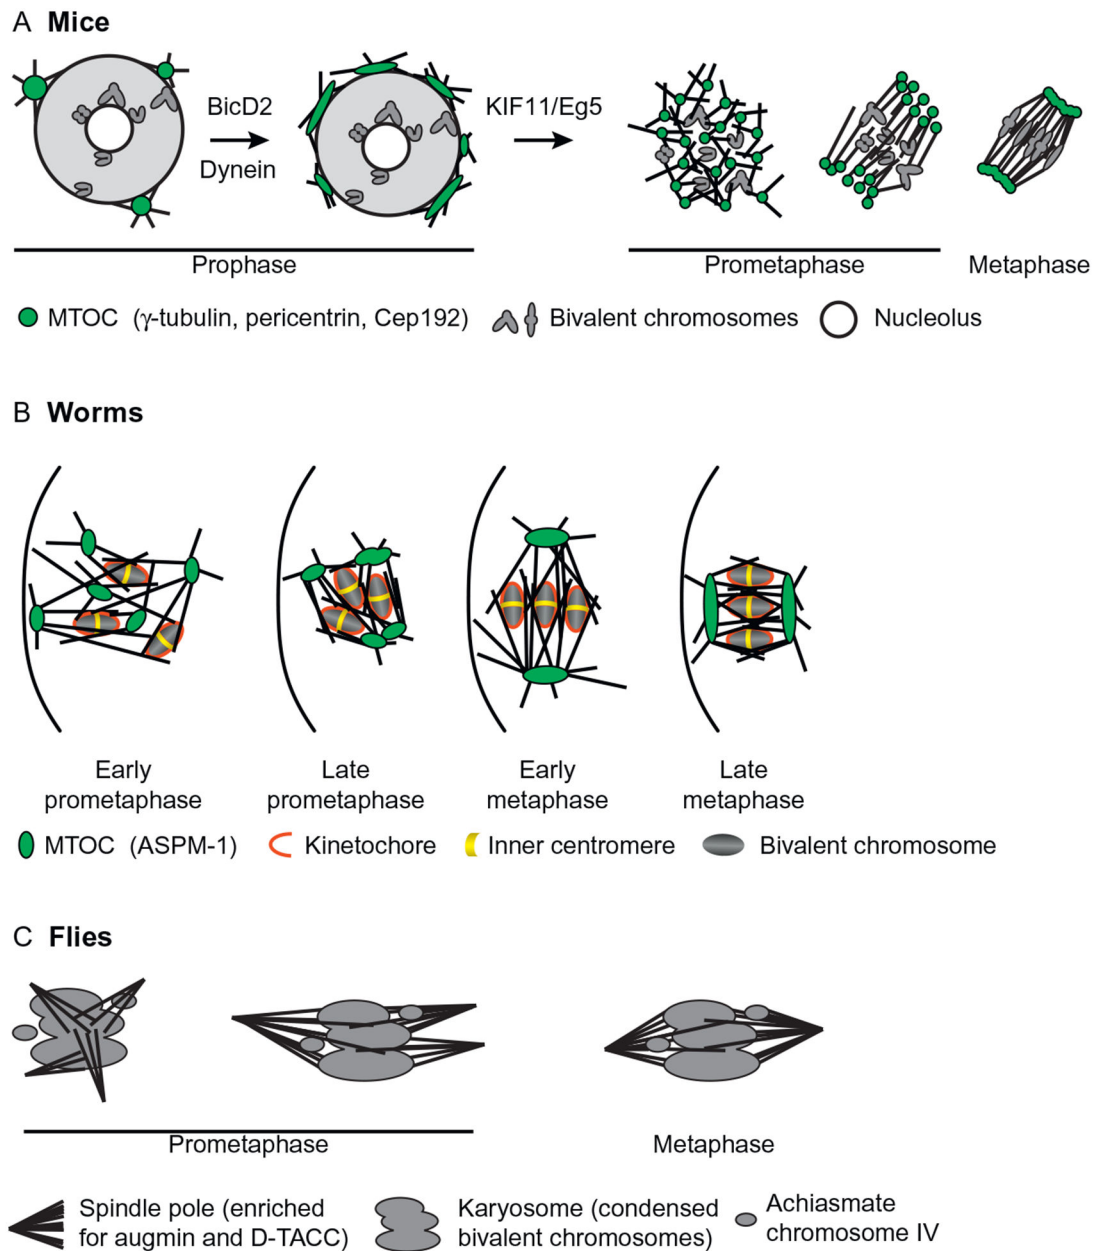 A Mice
BicD2
Dynein
KIF11/Eg5
Prophase
Prometaphase
Metaphase
MTOC (γ-tubulin, pericentrin, Cep192)
Bivalent chromosomes
Nucleolus
B Worms
Early
prometaphase
Late
prometaphase
Early
metaphase
Late
metaphase
MTOC (ASPM-1)
Kinetochore
Inner centromere
Bivalent chromosome
C Flies
Prometaphase
Metaphase
Spindle pole (enriched
for augmin and D-TACC)
Karyosome (condensed
bivalent chromosomes)
Achiasmate
chromosome IV